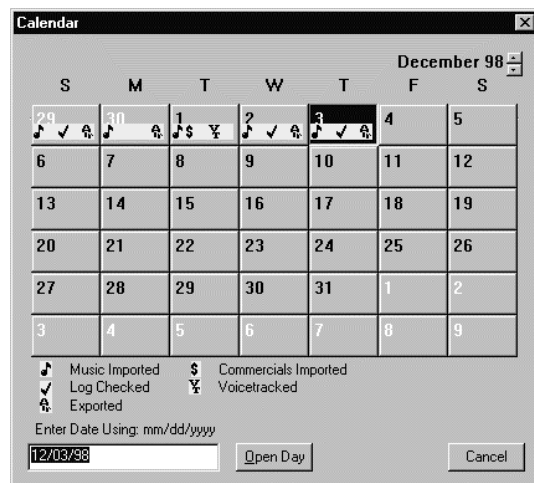 Calendar
December 98
S M T W T F S
29 30 1 2 3 4 5
$
6 7 8 9 10 11 12
13 14 15 16 17 18 19
20 21 22 23 24 25 26
27 28 29 30 31 1 2
3 4 5 6 7 8 9
Music Imported $ Commercials Imported
Log Checked Voicetracked
Exported
Enter Date Using: mm/dd/yyyy
12/03/98 Open Day Cancel